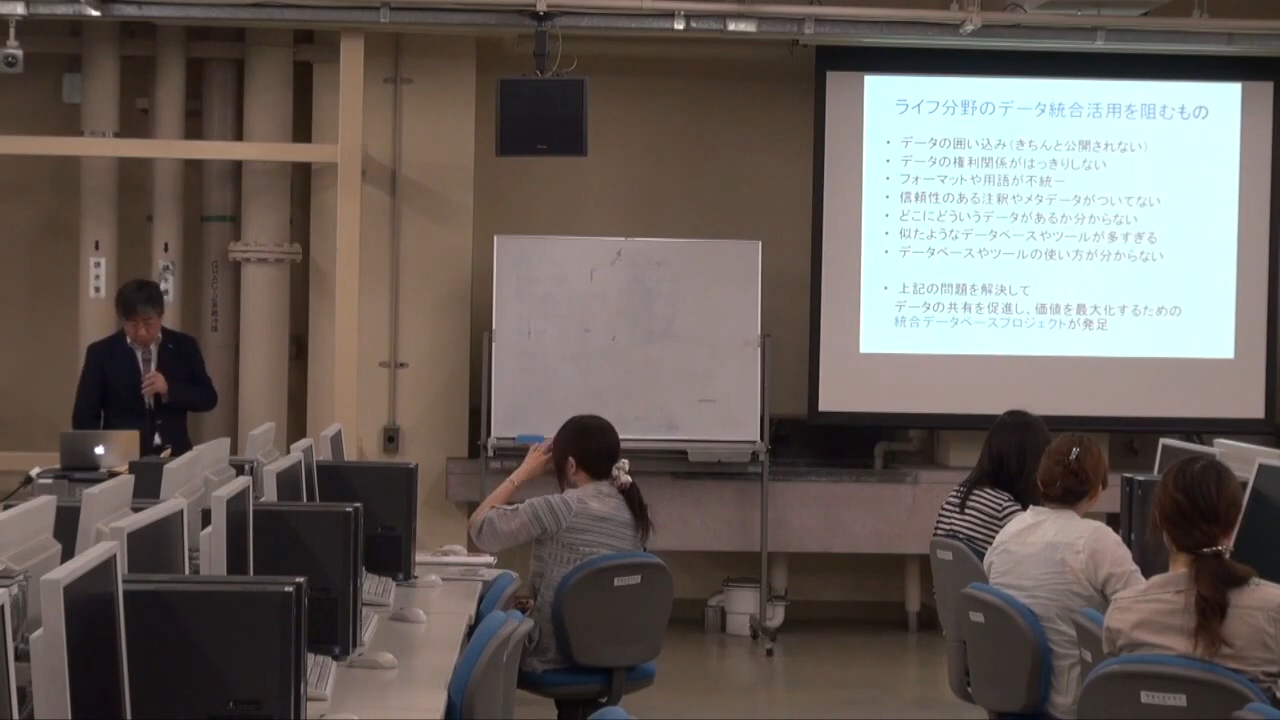 ライフ分野のデータ統合活用を阻むもの
• データの囲い込み(きちんと公開されない)
• データの権利関係がはっきりしない
• フォーマットや用語が不統一
• 信頼性のある注釈やメタデータがついてない
• どこにどういうデータがあるか分からない
• 似たようなデータベースやツールが多すぎる
• データベースやツールの使い方が分からない
• 上記の問題を解決して
データの共有を促進し、価値を最大化するための
統合データベースプロジェクトが発足